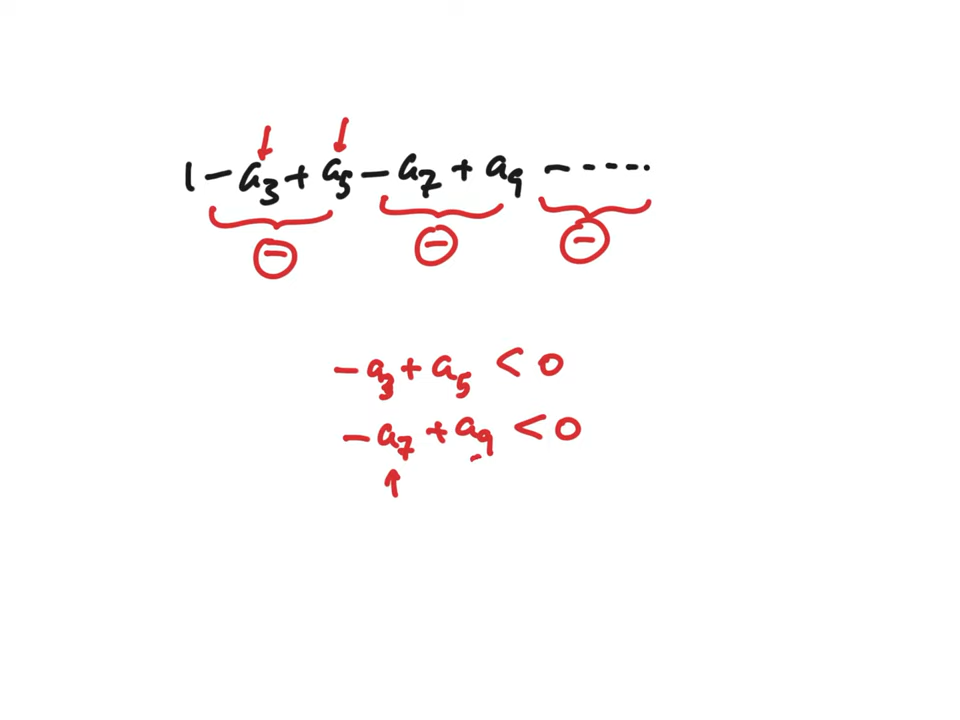 1 − a₃ + a₅ − a₇ + a₉ − - - - - ·
⊖ ⊖ ⊖
− a₃ + a₅ < 0
− a₇ + a₉ < 0